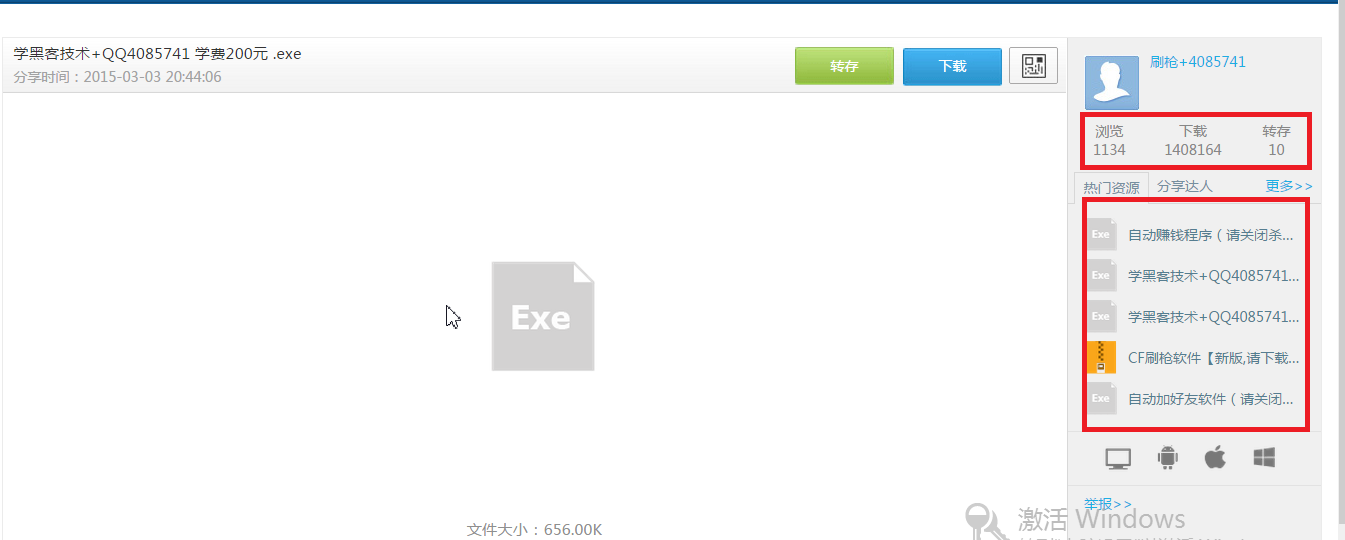 学黑客技术+QQ4085741 学费200元 .exe
分享时间：2015-03-03 20:44:06
转存
下载
刷枪+4085741
浏览 下载 转存
1134 1408164 10
热门资源 分享达人 更多>>
Exe 自动赚钱程序（请关闭杀...
Exe 学黑客技术+QQ4085741...
Exe 学黑客技术+QQ4085741...
CF刷枪软件【新版,请下载...
Exe 自动加好友软件（请关闭...
Exe
文件大小：656.00K
举报>>
激活 Windows